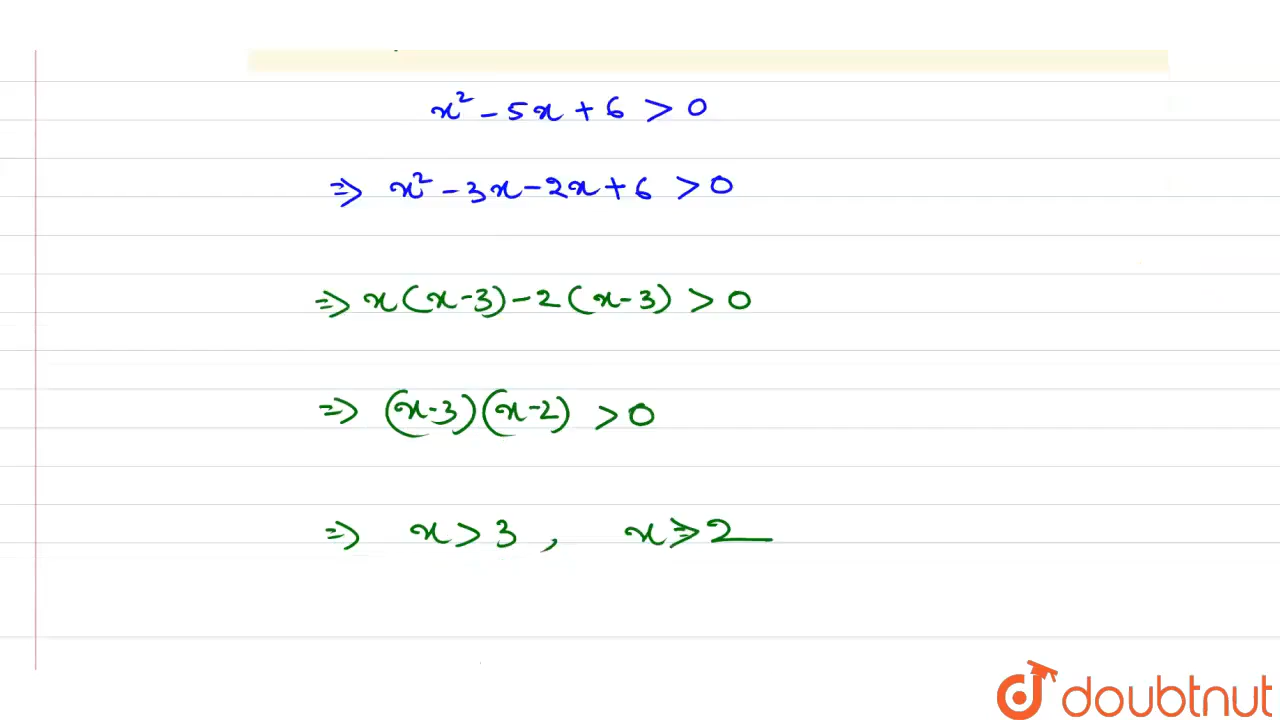 x² - 5x + 6 > 0
⇒ x² - 3x - 2x + 6 > 0
⇒ x(x-3) - 2(x-3) > 0
⇒ (x-3)(x-2) > 0
⇒ x > 3, x ⩾ 2
doubtnut